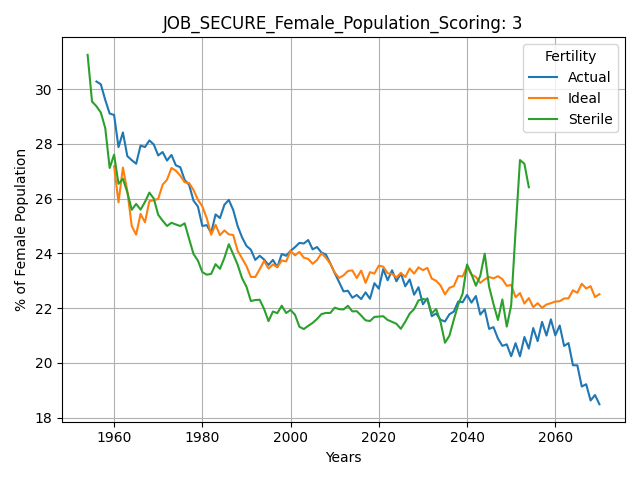 JOB_SECURE_Female_Population_Scoring: 3
Fertility
Actual
Ideal
Sterile
% of Female Population
30
28
26
24
22
20
18
1960
1980
2000
2020
2040
2060
Years